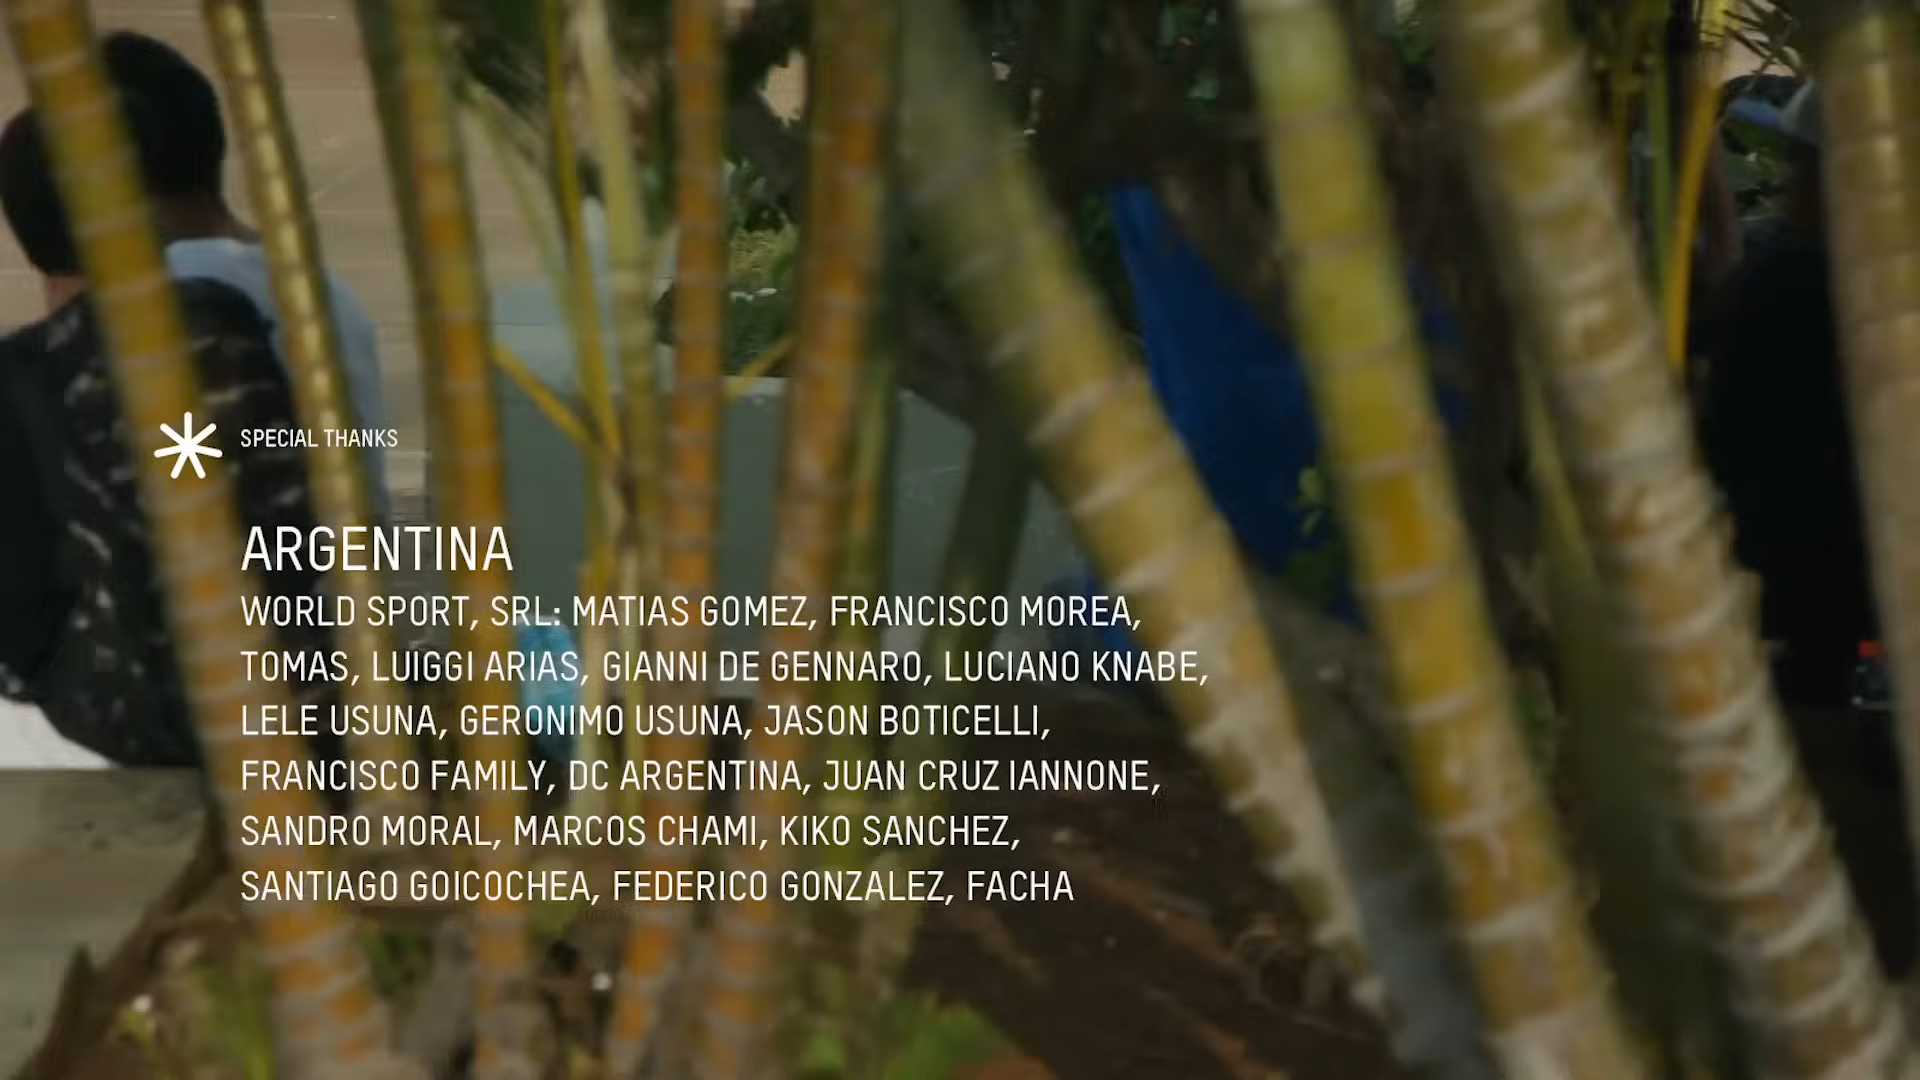 SPECIAL THANKS
ARGENTINA
WORLD SPORT, SRL: MATIAS GOMEZ, FRANCISCO MOREA,
TOMAS, LUIGGI ARIAS, GIANNI DE GENNARO, LUCIANO KNABE,
LELE USUNA, GERONIMO USUNA, JASON BOTICELLI,
FRANCISCO FAMILY, DC ARGENTINA, JUAN CRUZ IANNONE,
SANDRO MORAL, MARCOS CHAMI, KIKO SANCHEZ,
SANTIAGO GOICOCHEA, FEDERICO GONZALEZ, FACHA